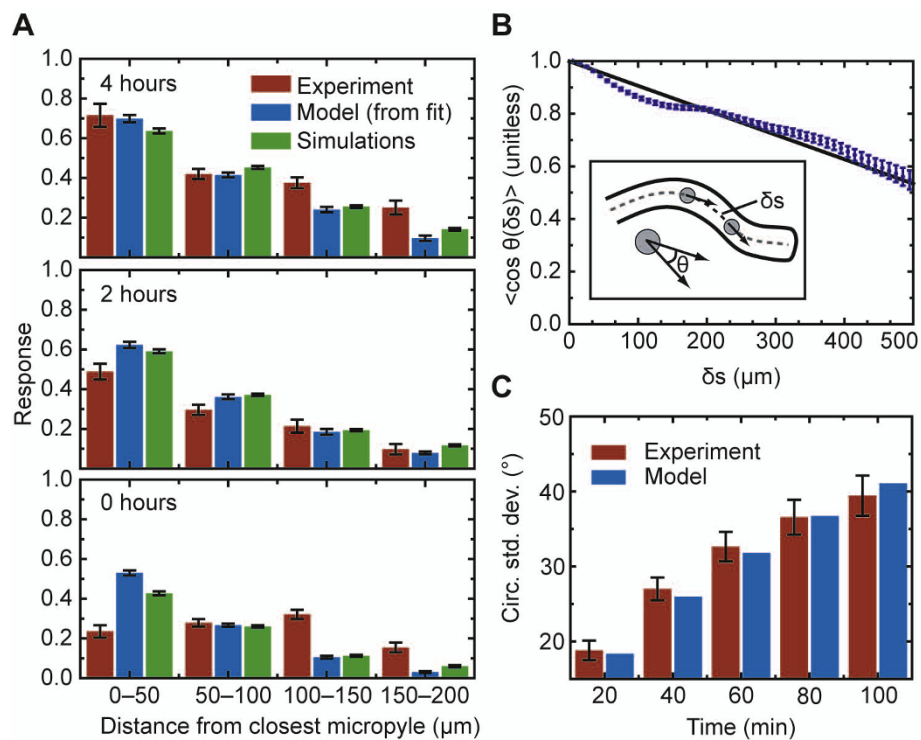 A
4 hours
Experiment
Model (from fit)
Simulations
1.0
0.8
0.6
0.4
0.2
2 hours
0.8
0.6
0.4
0.2
0 hours
1.0
0.8
0.6
0.4
0.2
0.0
Response
0–50
50–100
100–150
150–200
Distance from closest micropyle (µm)
B
1.0
0.8
0.6
0.4
0.2
0.0
<cos θ(δs)> (unitless)
δs
θ
0
100
200
300
400
500
δs (µm)
C
50
40
30
20
Circ. std. dev. (°)
Experiment
Model
20
40
60
80
100
Time (min)